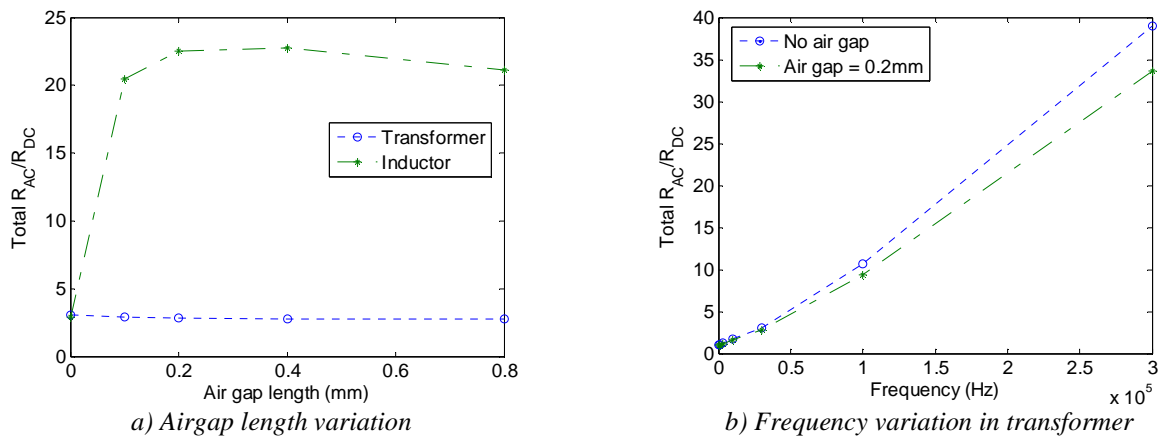 25
20
15
10
5
0
Total R_AC/R_DC
Transformer
Inductor
0 0.2 0.4 0.6 0.8
Air gap length (mm)
a) Airgap length variation
40
35
30
25
20
15
10
5
0
Total R_AC/R_DC
No air gap
Air gap = 0.2mm
0 0.5 1 1.5 2 2.5 3
x 10^5
Frequency (Hz)
b) Frequency variation in transformer